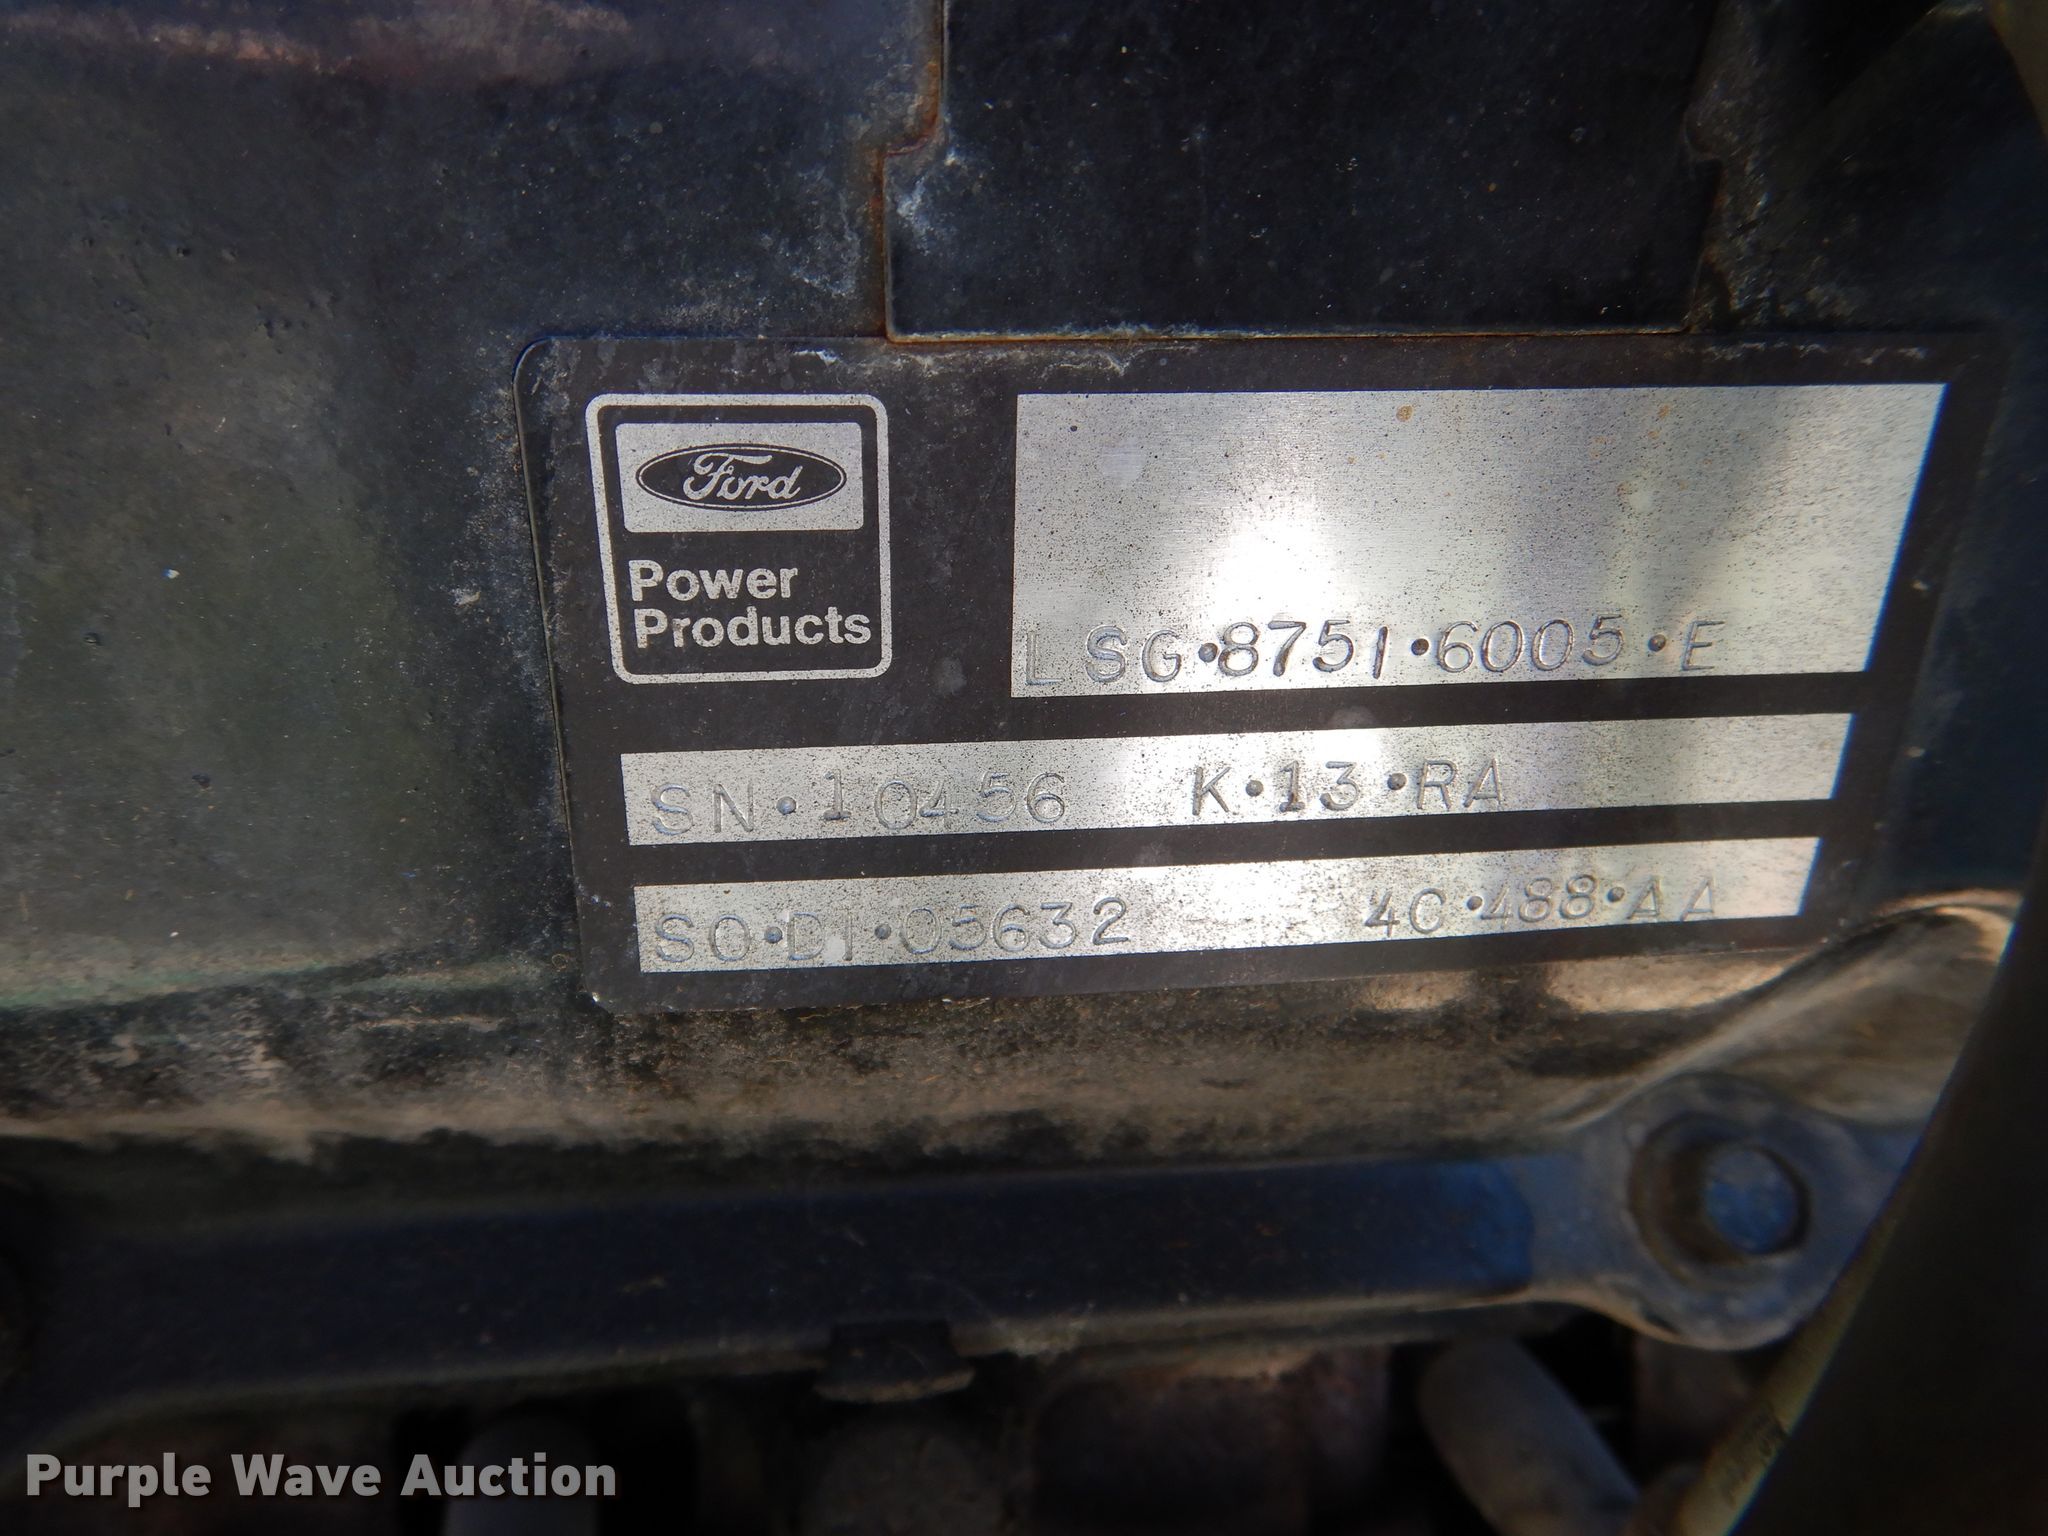 Ford
Power
Products
LSG·8751·6005·E
SN·10456 K·13·RA
SO·D1·05632 4C·488·AA
Purple Wave Auction